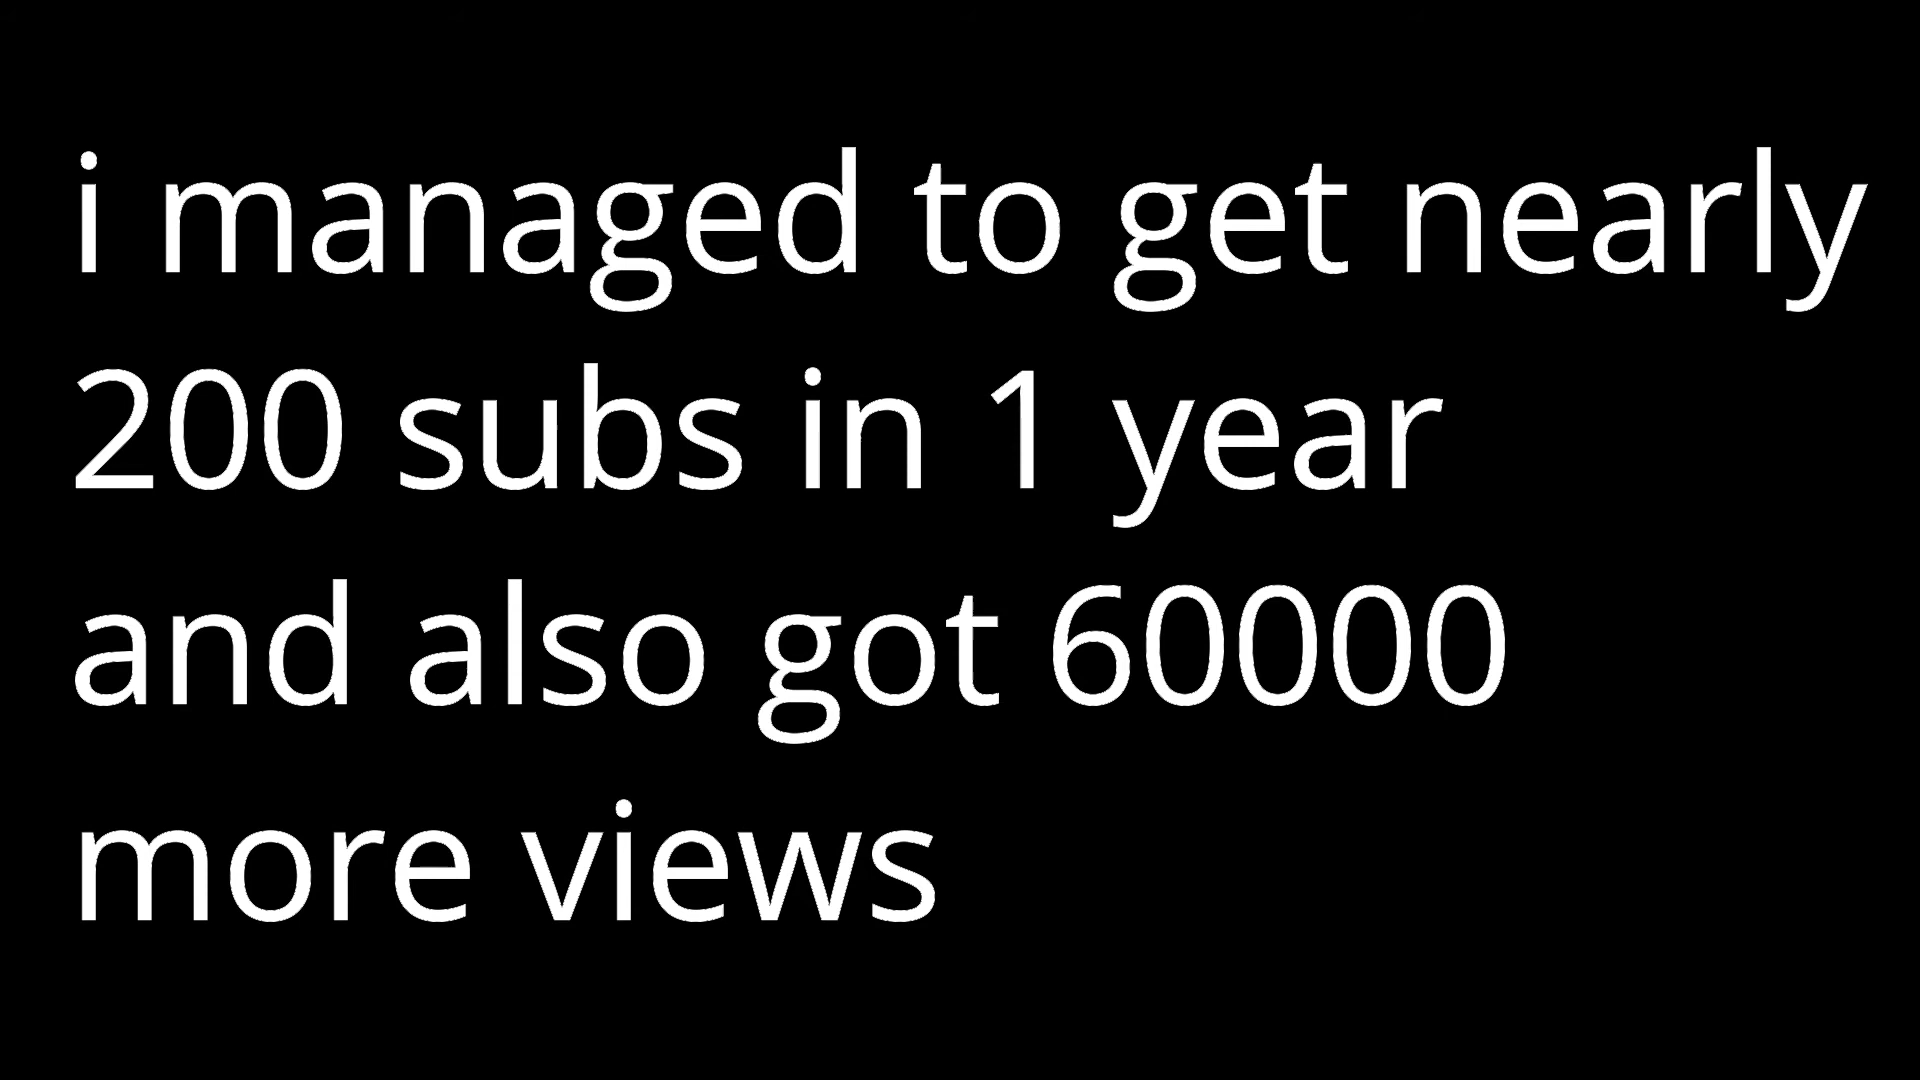 i managed to get nearly
200 subs in 1 year
and also got 60000
more views